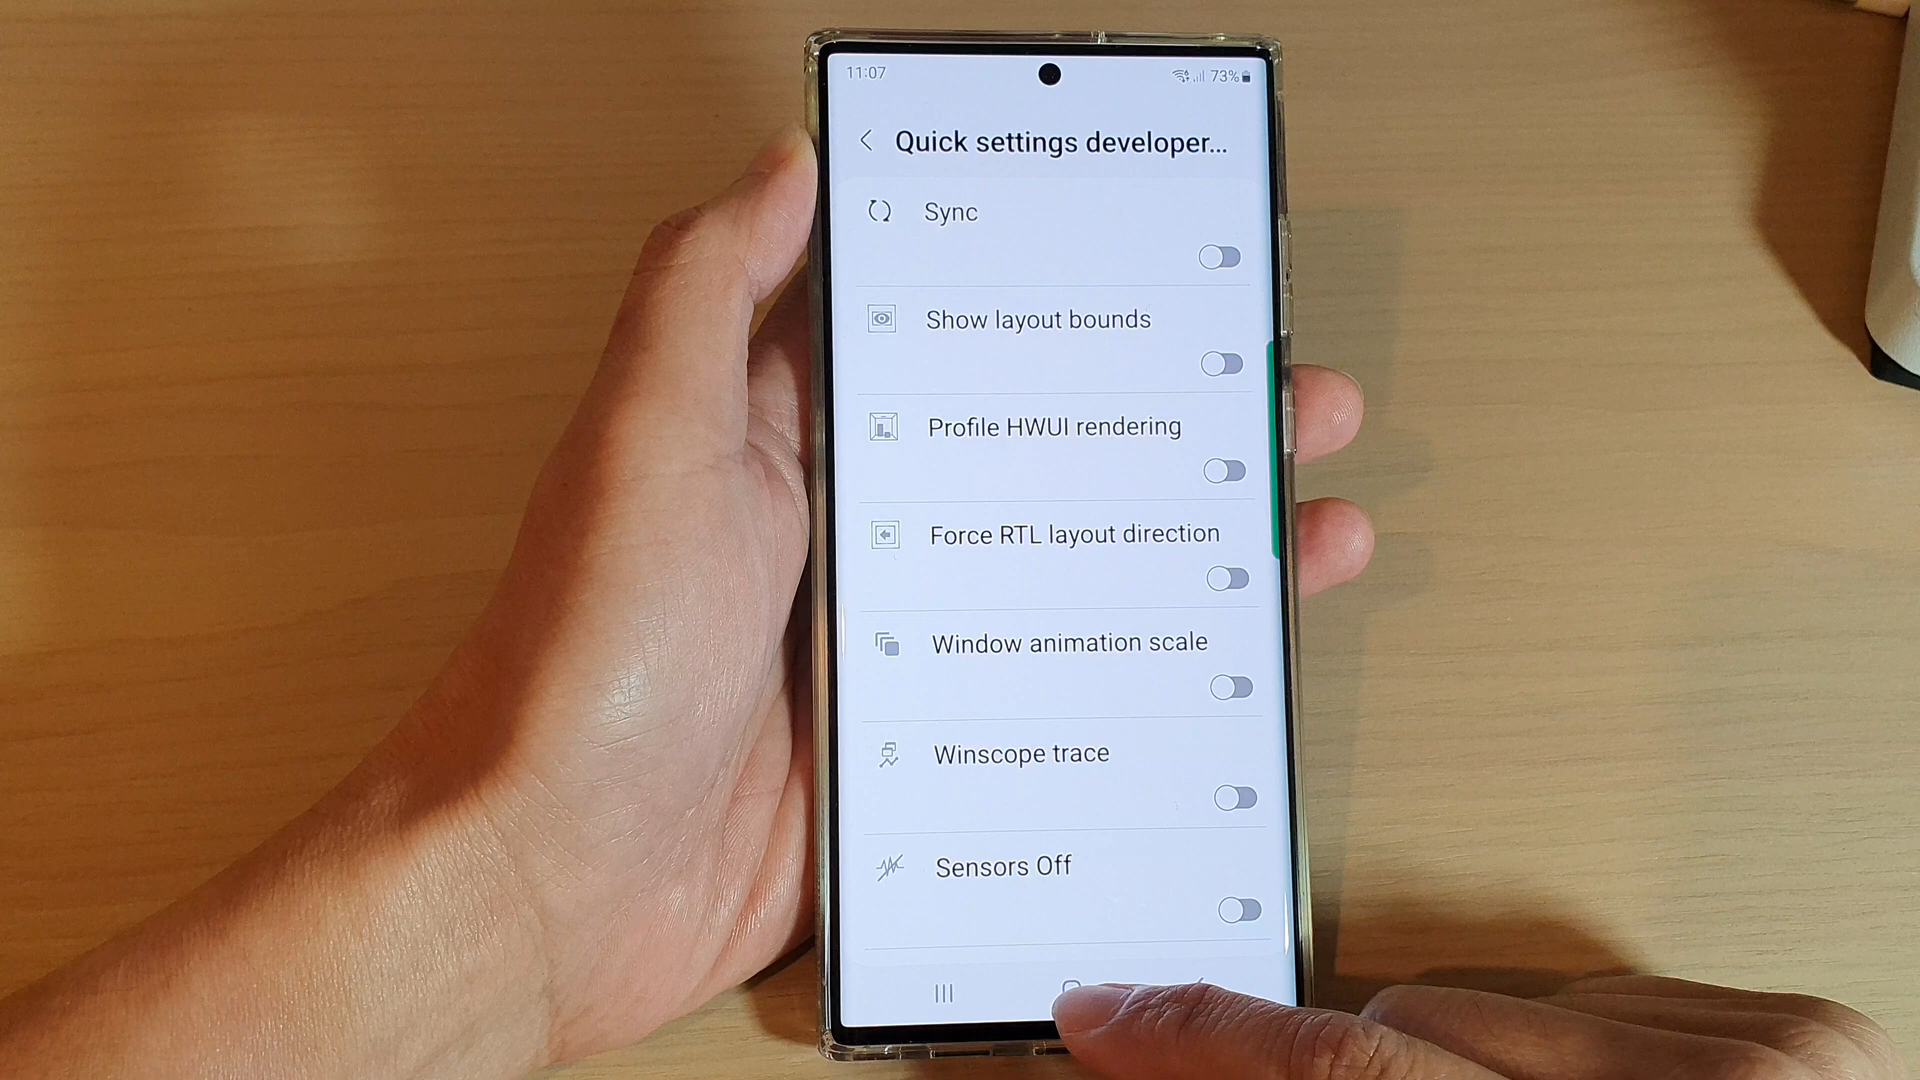 11:07
73%
Quick settings developer...
Sync
Show layout bounds
Profile HWUI rendering
Force RTL layout direction
Window animation scale
Winscope trace
Sensors Off